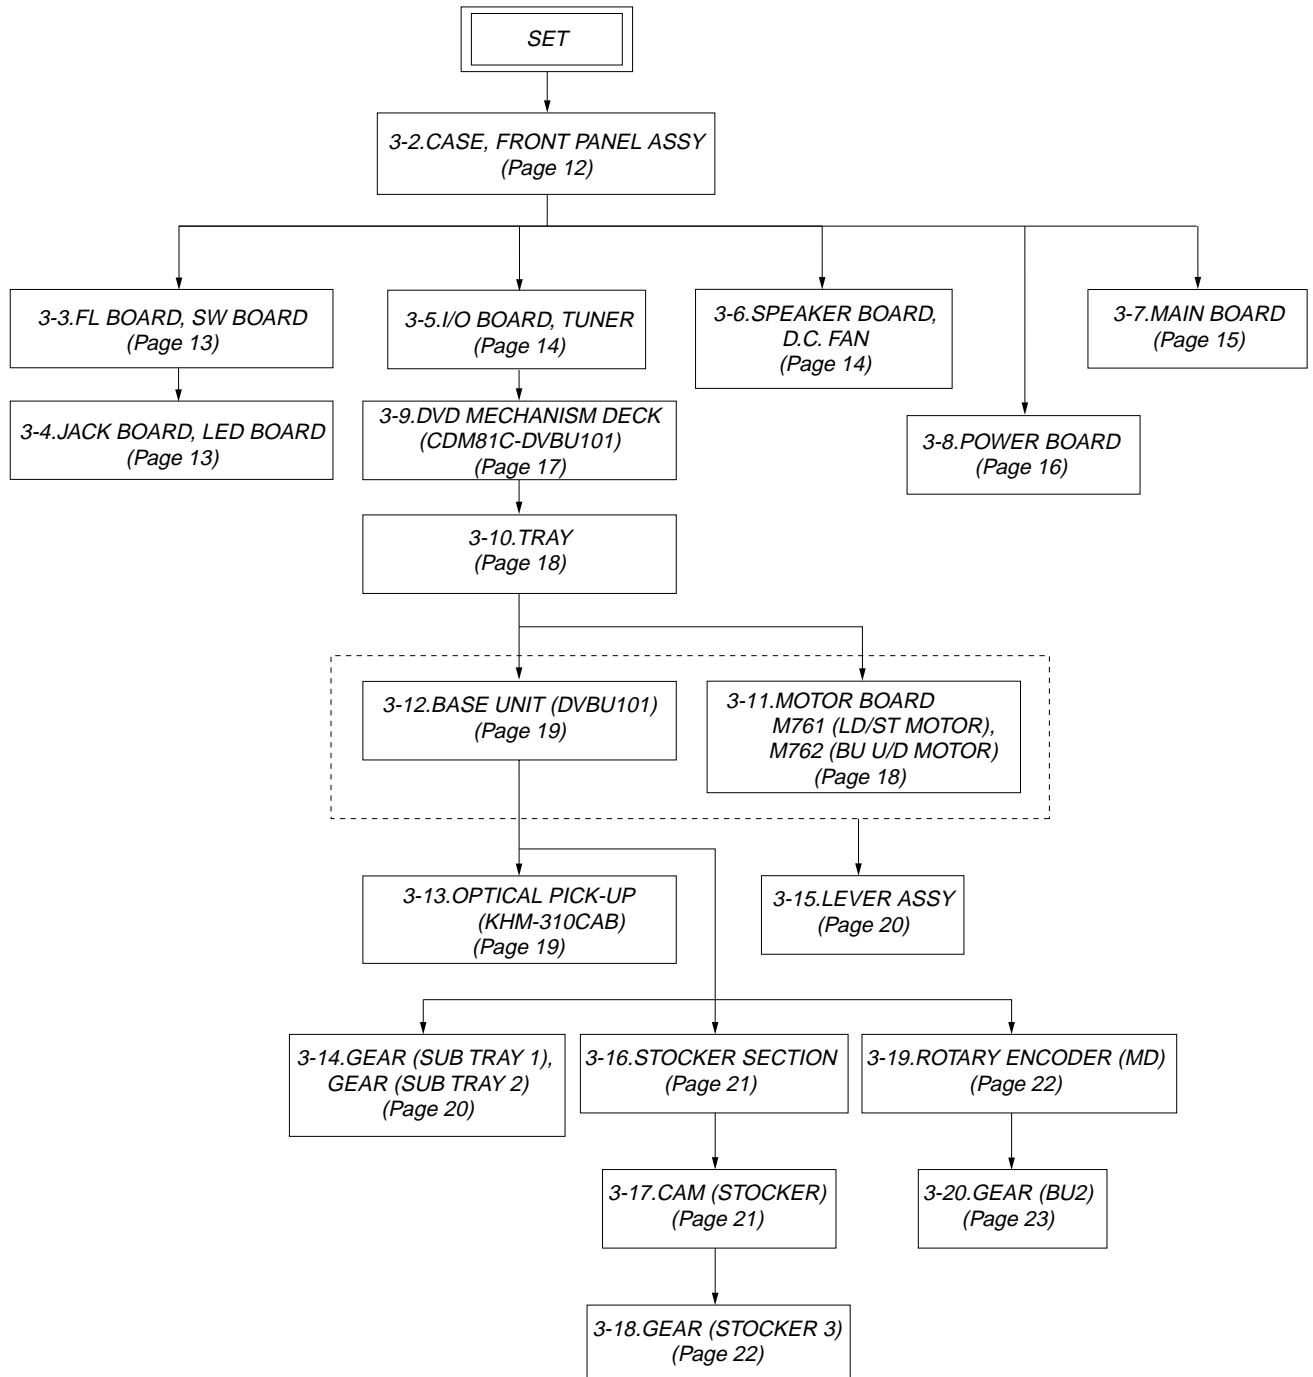 SET
3-2.CASE, FRONT PANEL ASSY
(Page 12)
3-3.FL BOARD, SW BOARD
(Page 13)
3-5.I/O BOARD, TUNER
(Page 14)
3-6.SPEAKER BOARD,
D.C. FAN
(Page 14)
3-7.MAIN BOARD
(Page 15)
3-4.JACK BOARD, LED BOARD
(Page 13)
3-9.DVD MECHANISM DECK
(CDM81C-DVBU101)
(Page 17)
3-8.POWER BOARD
(Page 16)
3-10.TRAY
(Page 18)
3-12.BASE UNIT (DVBU101)
(Page 19)
3-11.MOTOR BOARD
M761 (LD/ST MOTOR),
M762 (BU U/D MOTOR)
(Page 18)
3-13.OPTICAL PICK-UP
(KHM-310CAB)
(Page 19)
3-15.LEVER ASSY
(Page 20)
3-14.GEAR (SUB TRAY 1),
GEAR (SUB TRAY 2)
(Page 20)
3-16.STOCKER SECTION
(Page 21)
3-19.ROTARY ENCODER (MD)
(Page 22)
3-17.CAM (STOCKER)
(Page 21)
3-20.GEAR (BU2)
(Page 23)
3-18.GEAR (STOCKER 3)
(Page 22)